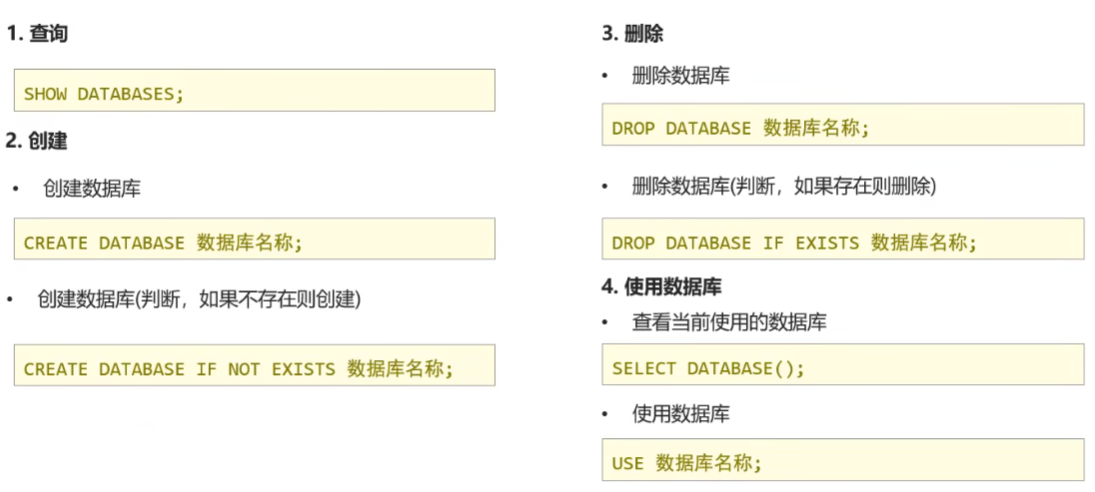 1. 查询
SHOW DATABASES;
2. 创建
• 创建数据库
CREATE DATABASE 数据库名称;
• 创建数据库(判断，如果不存在则创建)
CREATE DATABASE IF NOT EXISTS 数据库名称;
3. 删除
• 删除数据库
DROP DATABASE 数据库名称;
• 删除数据库(判断，如果存在则删除)
DROP DATABASE IF EXISTS 数据库名称;
4. 使用数据库
• 查看当前使用的数据库
SELECT DATABASE();
• 使用数据库
USE 数据库名称;